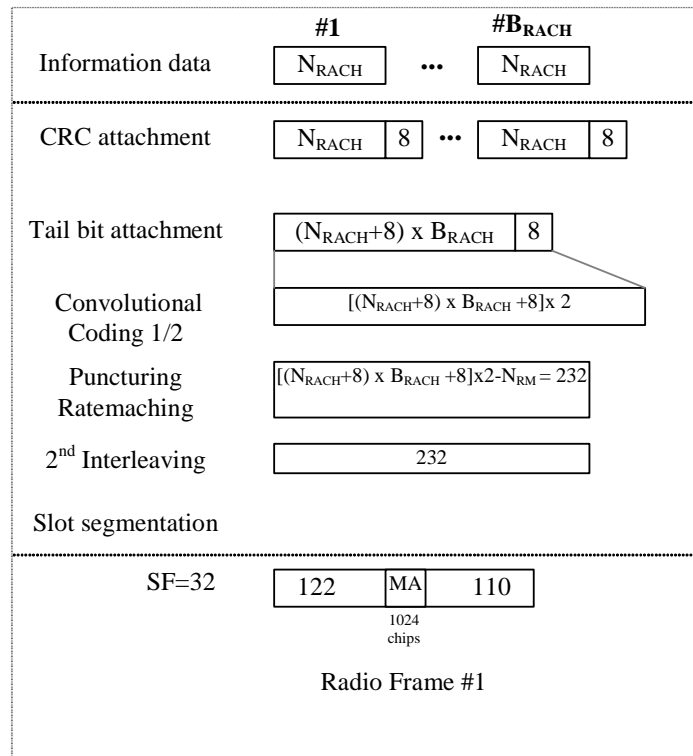 #1 #B_RACH
Information data N_RACH ... N_RACH
CRC attachment N_RACH 8 ... N_RACH 8
Tail bit attachment (N_RACH+8) x B_RACH 8
Convolutional
Coding 1/2
[(N_RACH+8) x B_RACH +8]x 2
Puncturing
Ratemaching
[(N_RACH+8) x B_RACH +8]x2-N_RM = 232
2nd Interleaving 232
Slot segmentation
SF=32 122 MA 110
1024
chips
Radio Frame #1